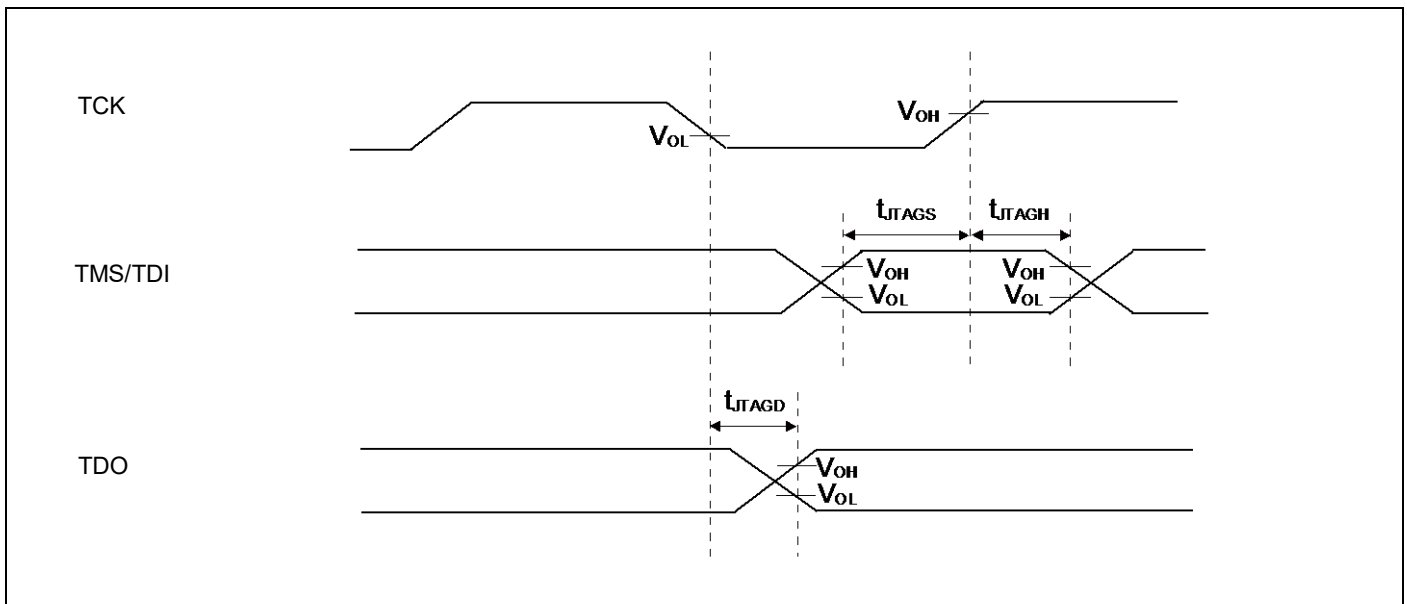 TCK
VOL
VOH
tJTAGS
tJTAGH
TMS/TDI
VOH
VOL
VOH
VOL
tJTAGD
TDO
VOH
VOL